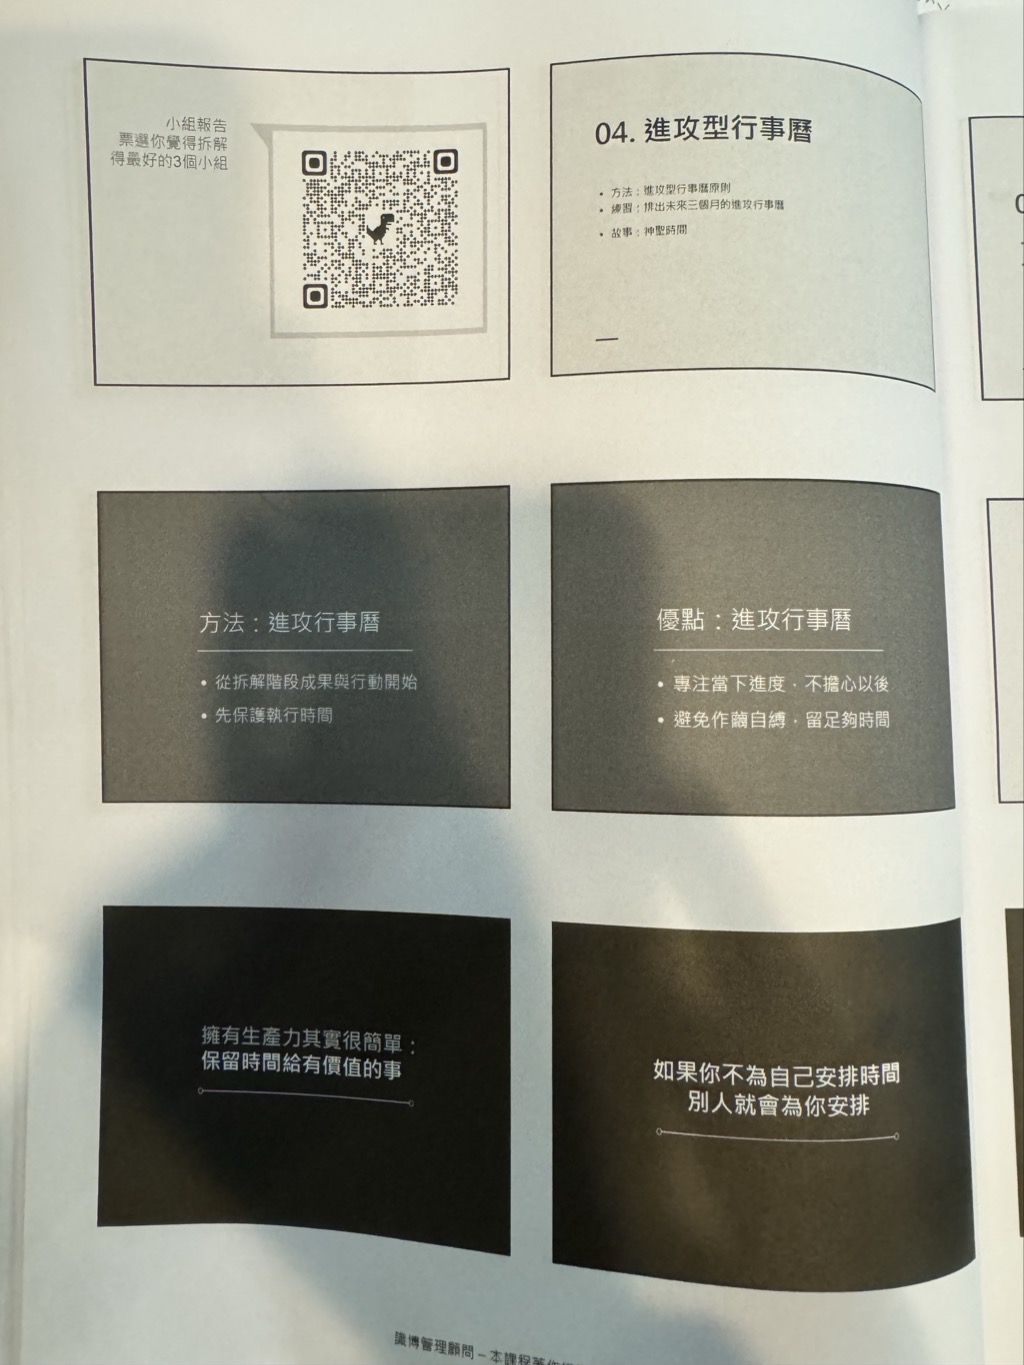 小組報告
票選你覺得拆解
得最好的3個小組
04. 進攻型行事曆
• 方法：進攻型行事曆原則
• 練習：排出未來三個月的進攻行事曆
• 故事：神聖時間
方法：進攻行事曆
• 從拆解階段成果與行動開始
• 先保護執行時間
優點：進攻行事曆
• 專注當下進度，不擔心以後
• 避免作繭自縛，留足夠時間
擁有生產力其實很簡單：
保留時間給有價值的事
如果你不為自己安排時間
別人就會為你安排
識博管理顧問 – 本課程著作